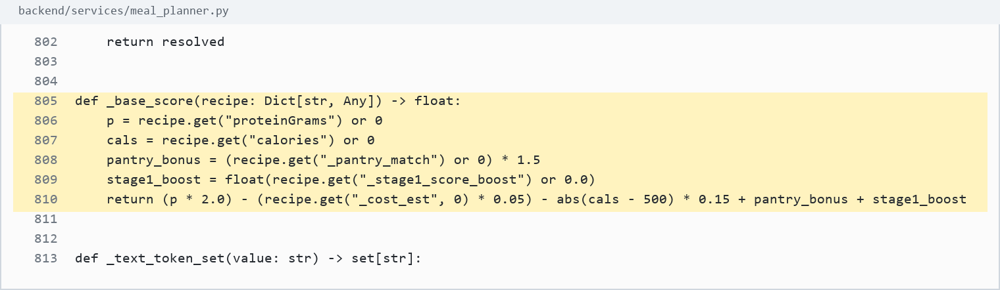 backend/services/meal_planner.py
802     return resolved
803
804
805 def _base_score(recipe: Dict[str, Any]) -> float:
806     p = recipe.get("proteinGrams") or 0
807     cals = recipe.get("calories") or 0
808     pantry_bonus = (recipe.get("_pantry_match") or 0) * 1.5
809     stage1_boost = float(recipe.get("_stage1_score_boost") or 0.0)
810     return (p * 2.0) - (recipe.get("_cost_est", 0) * 0.05) - abs(cals - 500) * 0.15 + pantry_bonus + stage1_boost
811
812
813 def _text_token_set(value: str) -> set[str]: